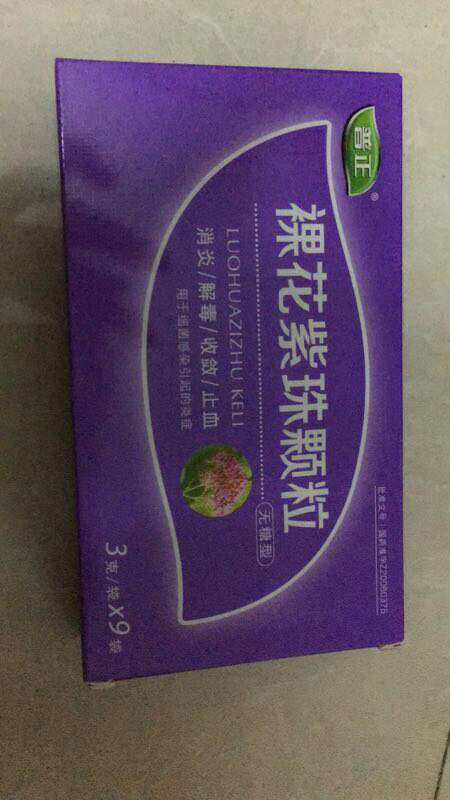 普正
®
裸花紫珠颗粒
LUOHUAZIZHU KELI
无糖型
消炎/解毒/收敛/止血
用于细菌感染引起的炎症
批准文号：国药准字Z20080376
3克/袋x9袋